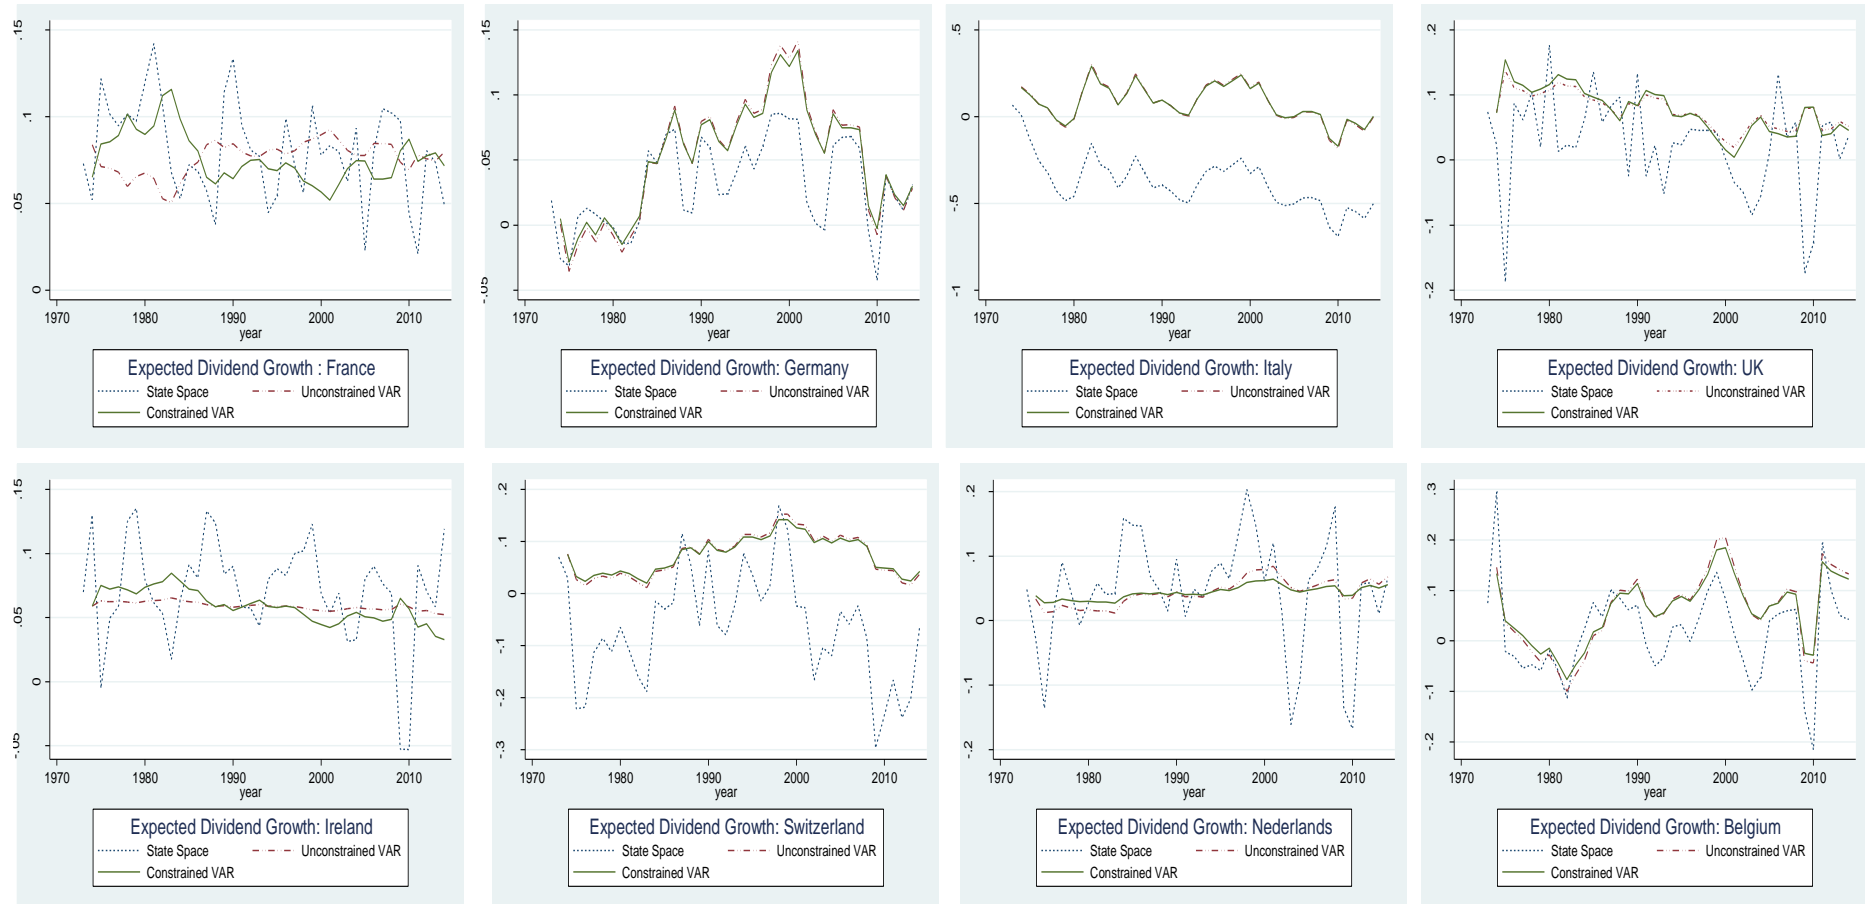 .15
.1
.05
0
1970 1980 1990 2000 2010
year
Expected Dividend Growth : France
State Space Unconstrained VAR
Constrained VAR
.15
.1
.05
0
-.05
1970 1980 1990 2000 2010
year
Expected Dividend Growth: Germany
State Space Unconstrained VAR
Constrained VAR
.5
0
-.5
-1
1970 1980 1990 2000 2010
year
Expected Dividend Growth: Italy
State Space Unconstrained VAR
Constrained VAR
.2
.1
0
-.1
-.2
1970 1980 1990 2000 2010
year
Expected Dividend Growth: UK
State Space Unconstrained VAR
Constrained VAR
.15
.1
.05
0
-.05
1970 1980 1990 2000 2010
year
Expected Dividend Growth: Ireland
State Space Unconstrained VAR
Constrained VAR
.2
.1
0
-.1
-.2
-.3
1970 1980 1990 2000 2010
year
Expected Dividend Growth: Switzerland
State Space Unconstrained VAR
Constrained VAR
.2
.1
0
-.1
-.2
1970 1980 1990 2000 2010
year
Expected Dividend Growth: Nederlands
State Space Unconstrained VAR
Constrained VAR
.3
.2
.1
0
-.1
-.2
1970 1980 1990 2000 2010
year
Expected Dividend Growth: Belgium
State Space Unconstrained VAR
Constrained VAR